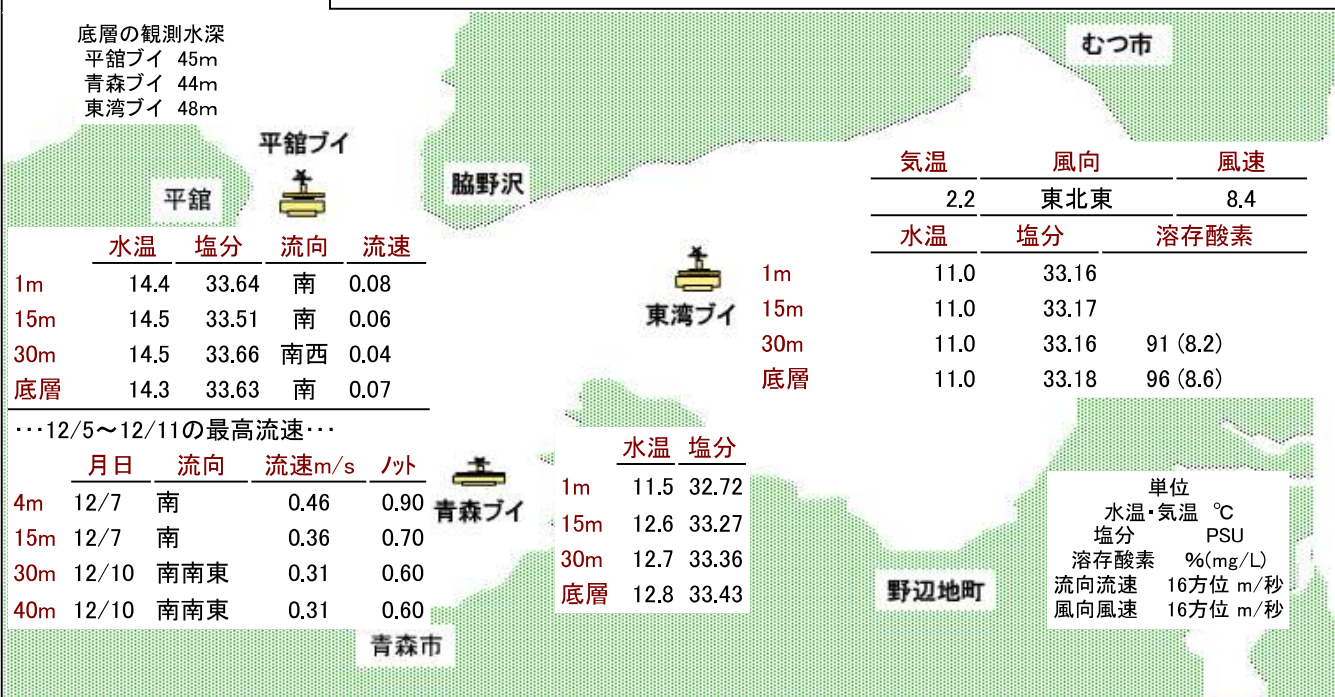 底層の観測水深
平舘ブイ 45m
青森ブイ 44m
東湾ブイ 48m
むつ市
平舘ブイ
平舘
脇野沢
水温 塩分 流向 流速
1m 14.4 33.64 南 0.08
15m 14.5 33.51 南 0.06
30m 14.5 33.66 南西 0.04
底層 14.3 33.63 南 0.07
気温 風向 風速
2.2 東北東 8.4
水温 塩分 溶存酸素
1m 11.0 33.16
15m 11.0 33.17
30m 11.0 33.16 91 (8.2)
底層 11.0 33.18 96 (8.6)
東湾ブイ
･･･12/5～12/11の最高流速･･･
月日 流向 流速m/s ノット
4m 12/7 南 0.46 0.90
15m 12/7 南 0.36 0.70
30m 12/10 南南東 0.31 0.60
40m 12/10 南南東 0.31 0.60
青森ブイ
水温 塩分
1m 11.5 32.72
15m 12.6 33.27
30m 12.7 33.36
底層 12.8 33.43
青森市
野辺地町
単位
水温・気温 ℃
塩分 PSU
溶存酸素 %(mg/L)
流向流速 16方位 m/秒
風向風速 16方位 m/秒